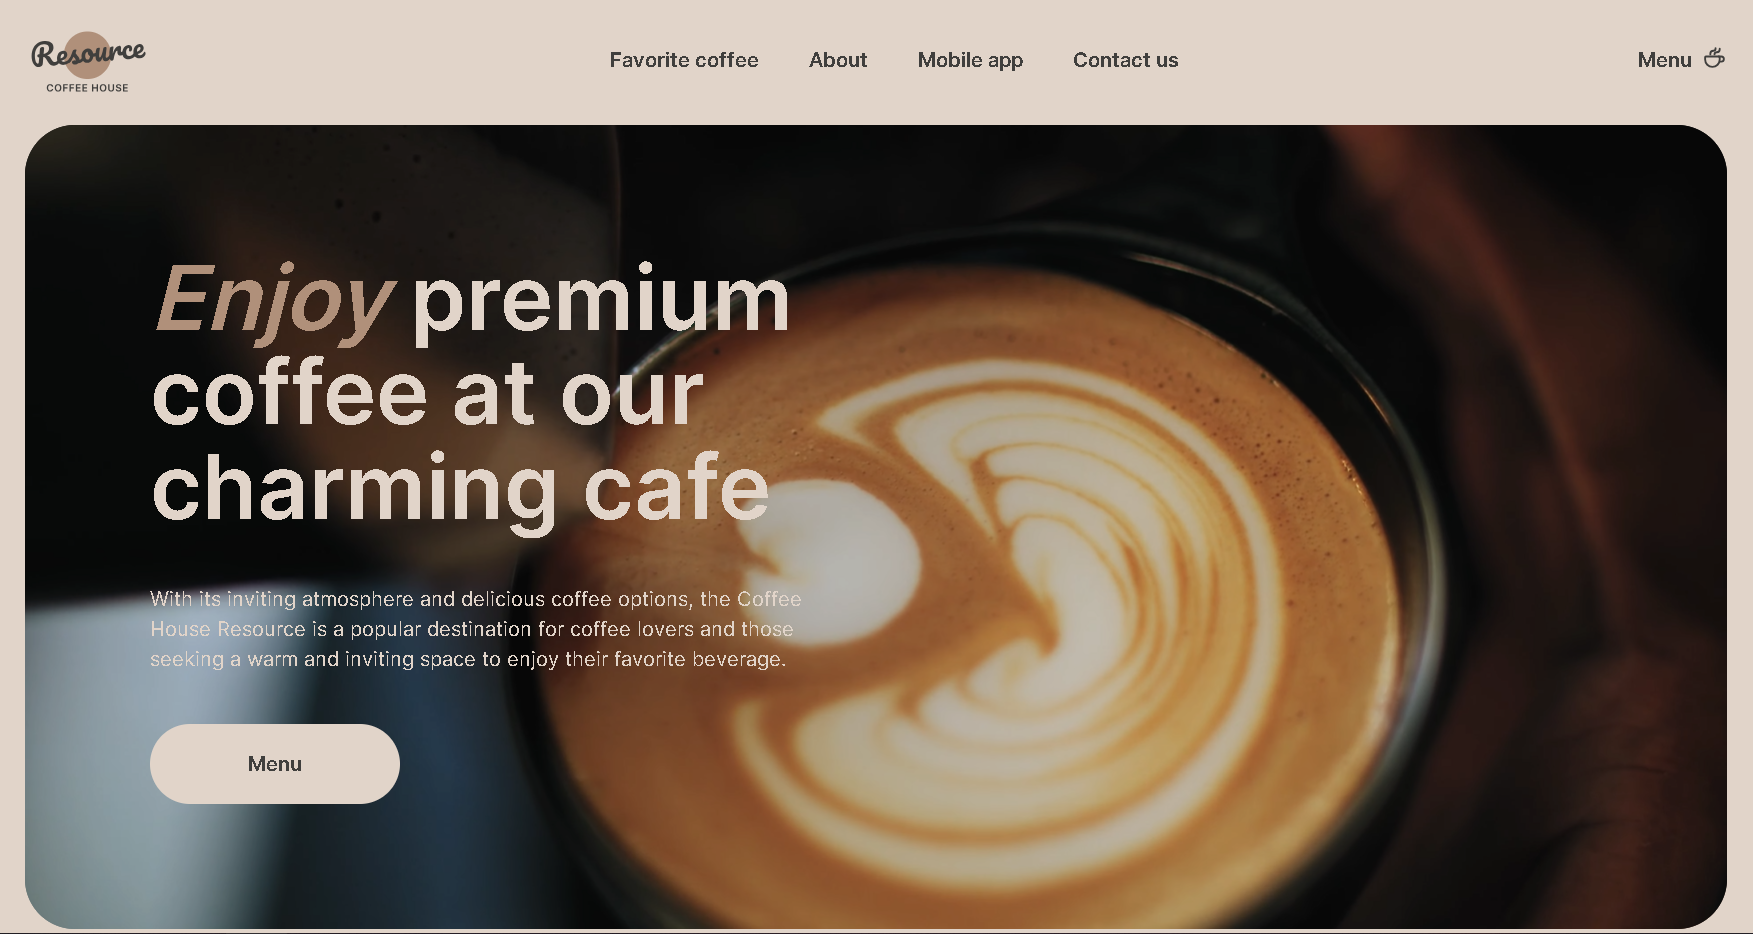 Resource
COFFEE HOUSE
Favorite coffee
About
Mobile app
Contact us
Menu
Enjoy premium
coffee at our
charming cafe
With its inviting atmosphere and delicious coffee options, the Coffee
House Resource is a popular destination for coffee lovers and those
seeking a warm and inviting space to enjoy their favorite beverage.
Menu